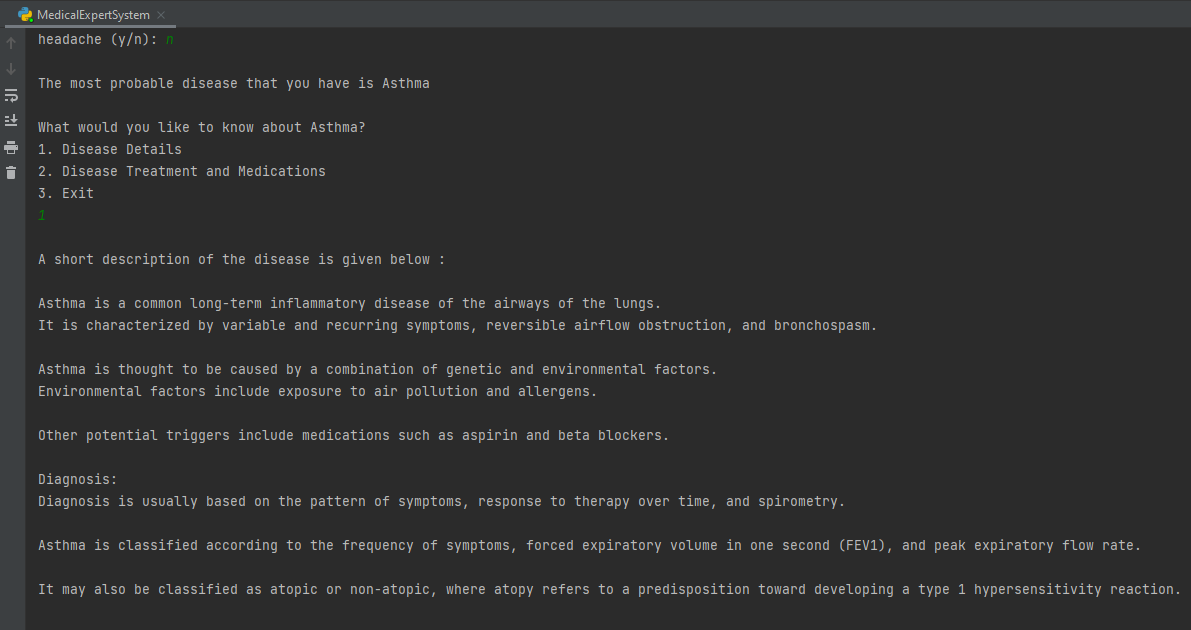 MedicalExpertSystem
headache (y/n): n
The most probable disease that you have is Asthma
What would you like to know about Asthma?
1. Disease Details
2. Disease Treatment and Medications
3. Exit
1
A short description of the disease is given below :
Asthma is a common long-term inflammatory disease of the airways of the lungs.
It is characterized by variable and recurring symptoms, reversible airflow obstruction, and bronchospasm.
Asthma is thought to be caused by a combination of genetic and environmental factors.
Environmental factors include exposure to air pollution and allergens.
Other potential triggers include medications such as aspirin and beta blockers.
Diagnosis:
Diagnosis is usually based on the pattern of symptoms, response to therapy over time, and spirometry.
Asthma is classified according to the frequency of symptoms, forced expiratory volume in one second (FEV1), and peak expiratory flow rate.
It may also be classified as atopic or non-atopic, where atopy refers to a predisposition toward developing a type 1 hypersensitivity reaction.